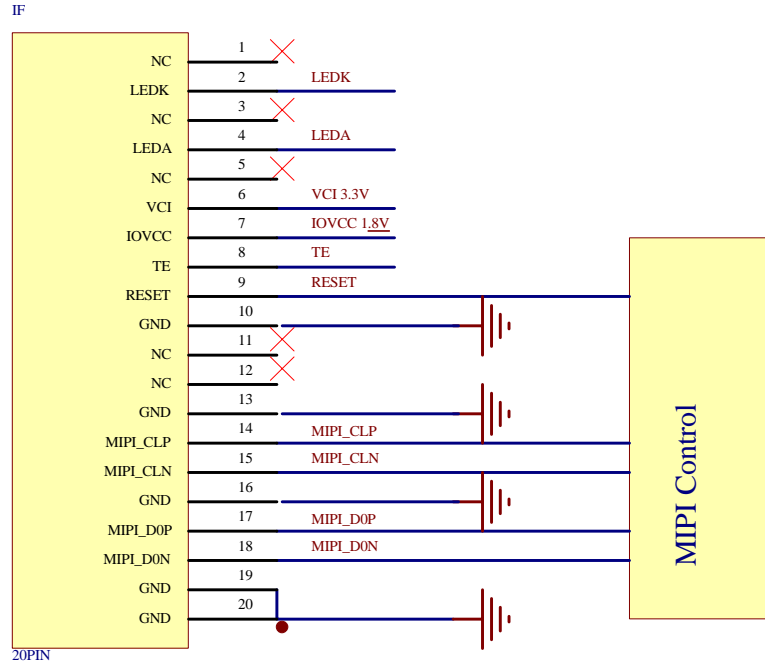 IF
NC 1
LEDK 2 LEDK
NC 3
LEDA 4 LEDA
NC 5
VCI 6 VCI 3.3V
IOVCC 7 IOVCC 1.8V
TE 8 TE
RESET 9 RESET
GND 10
NC 11
NC 12
GND 13
MIPI_CLP 14 MIPI_CLP
MIPI_CLN 15 MIPI_CLN
GND 16
MIPI_D0P 17 MIPI_D0P
MIPI_D0N 18 MIPI_D0N
GND 19
GND 20
20PIN
MIPI Control